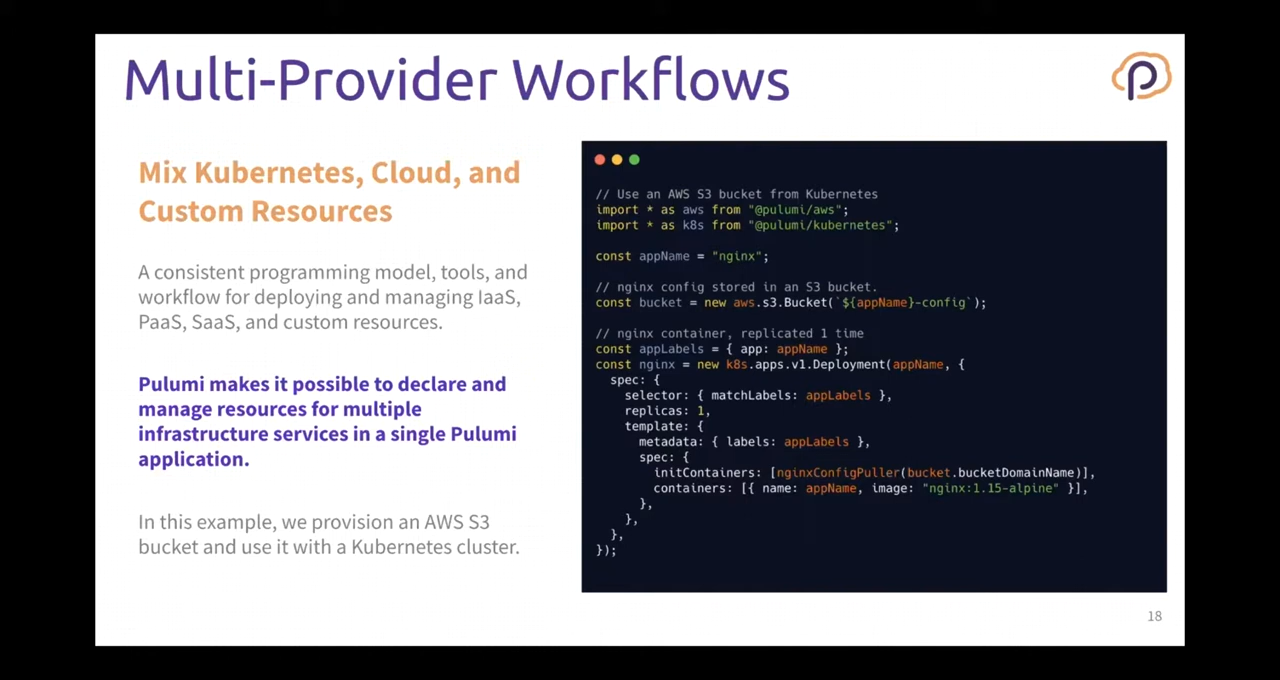 Multi-Provider Workflows
Mix Kubernetes, Cloud, and
Custom Resources
A consistent programming model, tools, and
workflow for deploying and managing IaaS,
PaaS, SaaS, and custom resources.
Pulumi makes it possible to declare and
manage resources for multiple
infrastructure services in a single Pulumi
application.
In this example, we provision an AWS S3
bucket and use it with a Kubernetes cluster.
// Use an AWS S3 bucket from Kubernetes
import * as aws from "@pulumi/aws";
import * as k8s from "@pulumi/kubernetes";
const appName = "nginx";
// nginx config stored in an S3 bucket.
const bucket = new aws.s3.Bucket(`${appName}-config`);
// nginx container, replicated 1 time
const appLabels = { app: appName };
const nginx = new k8s.apps.v1.Deployment(appName, {
  spec: {
    selector: { matchLabels: appLabels },
    replicas: 1,
    template: {
      metadata: { labels: appLabels },
      spec: {
        initContainers: [nginxConfigPuller(bucket.bucketDomainName)],
        containers: [{ name: appName, image: "nginx:1.15-alpine" }],
      },
    },
  },
});
18